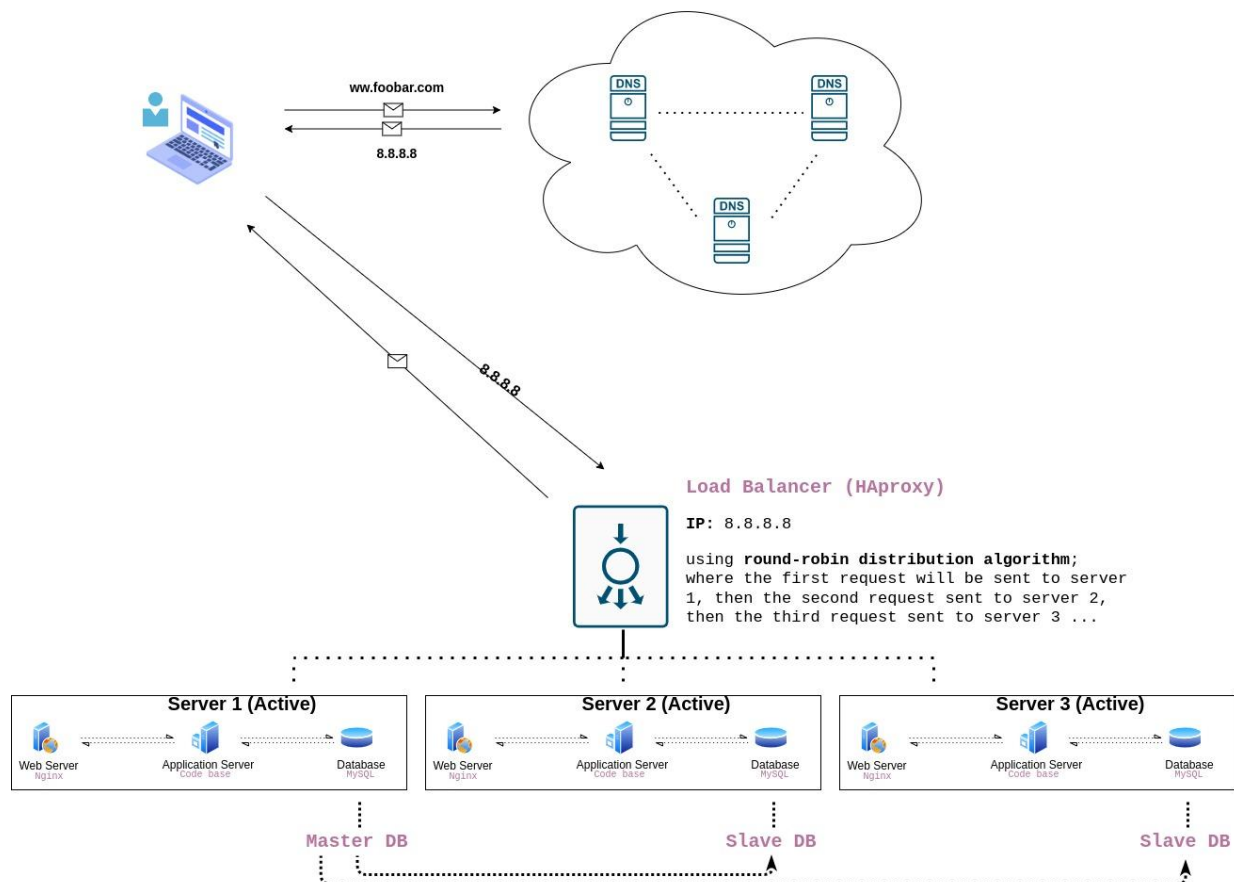 ww.foobar.com
8.8.8.8
DNS
DNS
DNS
8.8.8.8
Load Balancer (HAproxy)
IP: 8.8.8.8
using round-robin distribution algorithm;
where the first request will be sent to server
1, then the second request sent to server 2,
then the third request sent to server 3 ...
Server 1 (Active)
Web Server
Nginx
Application Server
Code base
Database
MySQL
Server 2 (Active)
Web Server
Nginx
Application Server
Code base
Database
MySQL
Server 3 (Active)
Web Server
Nginx
Application Server
Code base
Database
MySQL
Master DB
Slave DB
Slave DB